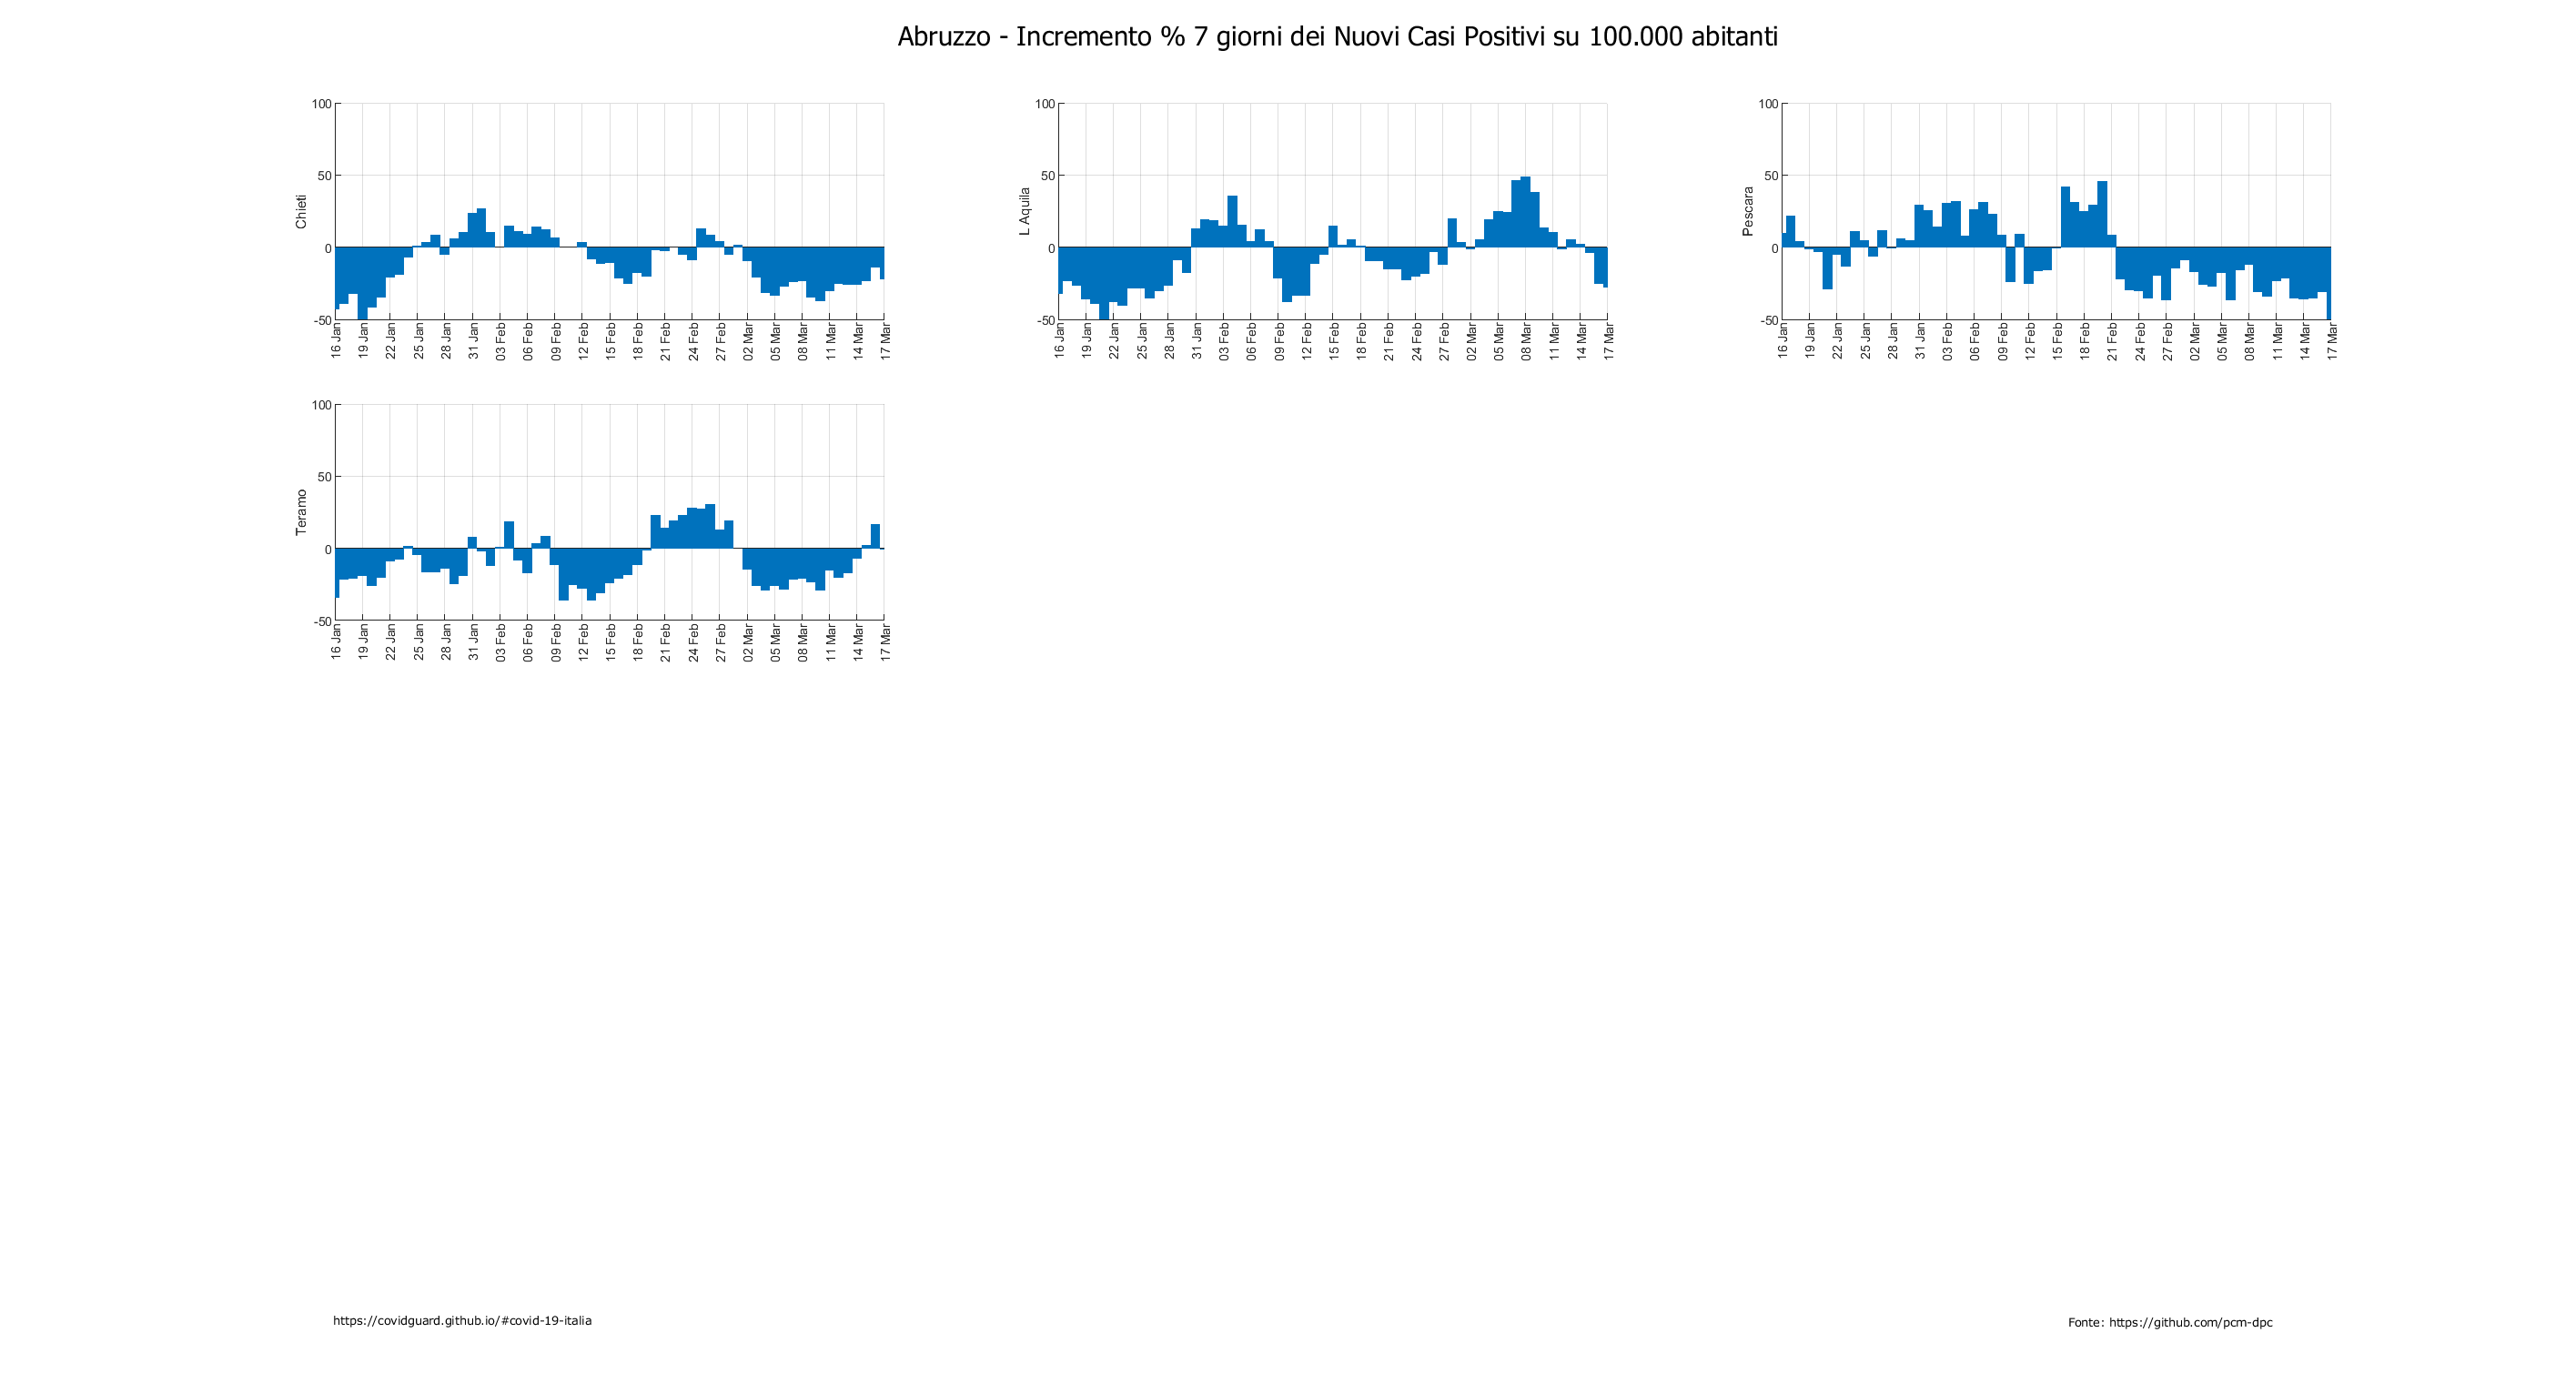 Abruzzo - Incremento % 7 giorni dei Nuovi Casi Positivi su 100.000 abitanti
Chieti
100
50
0
-50
16 Jan
19 Jan
22 Jan
25 Jan
28 Jan
31 Jan
03 Feb
06 Feb
09 Feb
12 Feb
15 Feb
18 Feb
21 Feb
24 Feb
27 Feb
02 Mar
05 Mar
08 Mar
11 Mar
14 Mar
17 Mar
L Aquila
100
50
0
-50
16 Jan
19 Jan
22 Jan
25 Jan
28 Jan
31 Jan
03 Feb
06 Feb
09 Feb
12 Feb
15 Feb
18 Feb
21 Feb
24 Feb
27 Feb
02 Mar
05 Mar
08 Mar
11 Mar
14 Mar
17 Mar
Pescara
100
50
0
-50
16 Jan
19 Jan
22 Jan
25 Jan
28 Jan
31 Jan
03 Feb
06 Feb
09 Feb
12 Feb
15 Feb
18 Feb
21 Feb
24 Feb
27 Feb
02 Mar
05 Mar
08 Mar
11 Mar
14 Mar
17 Mar
Teramo
100
50
0
-50
16 Jan
19 Jan
22 Jan
25 Jan
28 Jan
31 Jan
03 Feb
06 Feb
09 Feb
12 Feb
15 Feb
18 Feb
21 Feb
24 Feb
27 Feb
02 Mar
05 Mar
08 Mar
11 Mar
14 Mar
17 Mar
https://covidguard.github.io/#covid-19-italia
Fonte: https://github.com/pcm-dpc